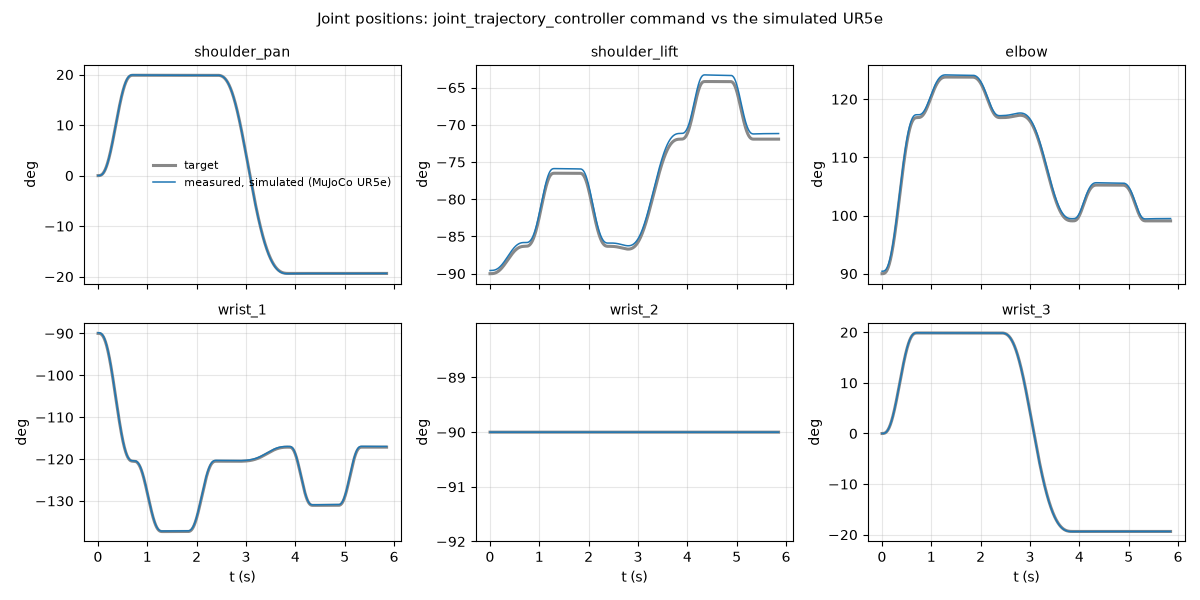 Joint positions: joint_trajectory_controller command vs the simulated UR5e
shoulder_pan
shoulder_lift
elbow
deg
20
10
0
−10
−20
target
measured, simulated (MuJoCo UR5e)
deg
−65
−70
−75
−80
−85
−90
deg
120
110
100
90
wrist_1
wrist_2
wrist_3
deg
−90
−100
−110
−120
−130
0 1 2 3 4 5 6
t (s)
deg
−89
−90
−91
−92
0 1 2 3 4 5 6
t (s)
deg
20
10
0
−10
−20
0 1 2 3 4 5 6
t (s)